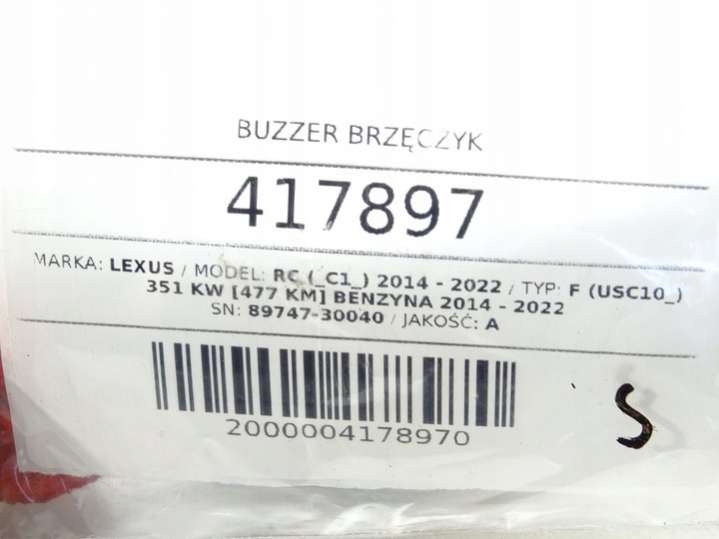 BUZZER BRZĘCZYK
417897
MARKA: LEXUS / MODEL: RC (_C1_) 2014 - 2022 / TYP: F (USC10_)
351 KW [477 KM] BENZYNA 2014 - 2022
SN: 89747-30040 / JAKOŚĆ: A
2000004178970
S